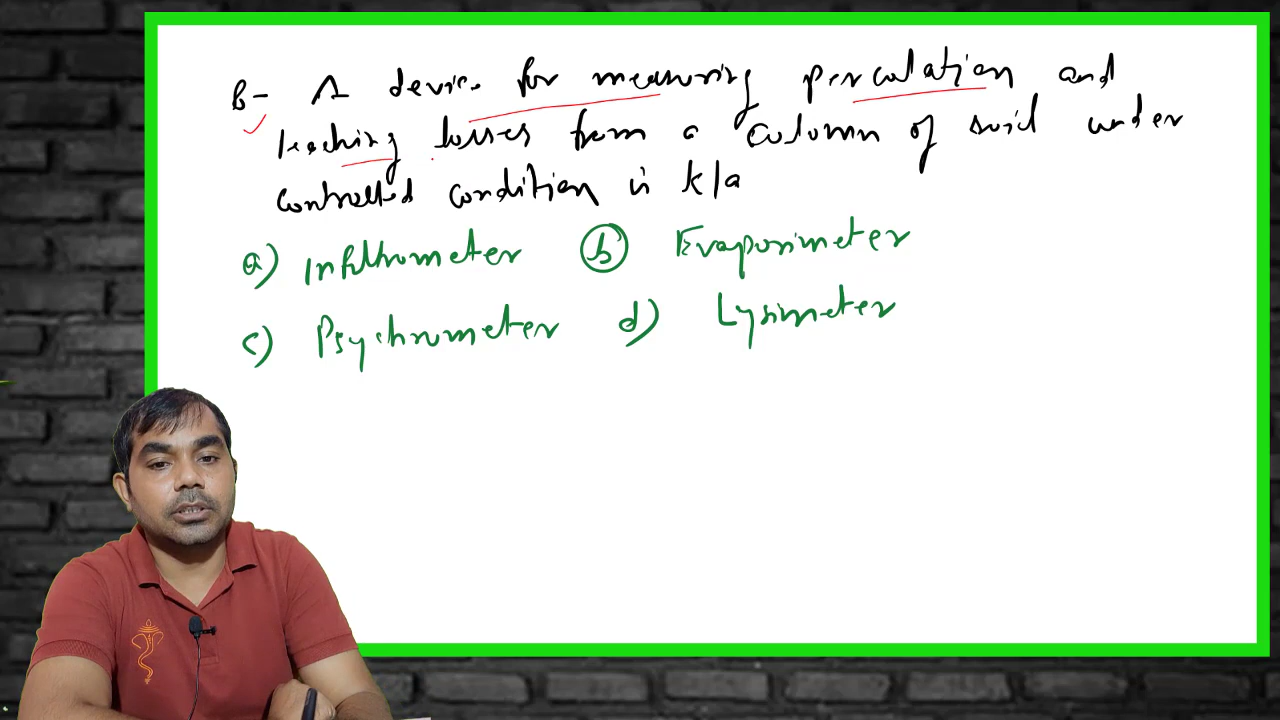 8- A device for measuring percolation and
leaching losses from a column of soil under
controlled condition is k/a
a) Infiltrometer (b) Evaporimeter
c) Psychrometer d) Lysimeter